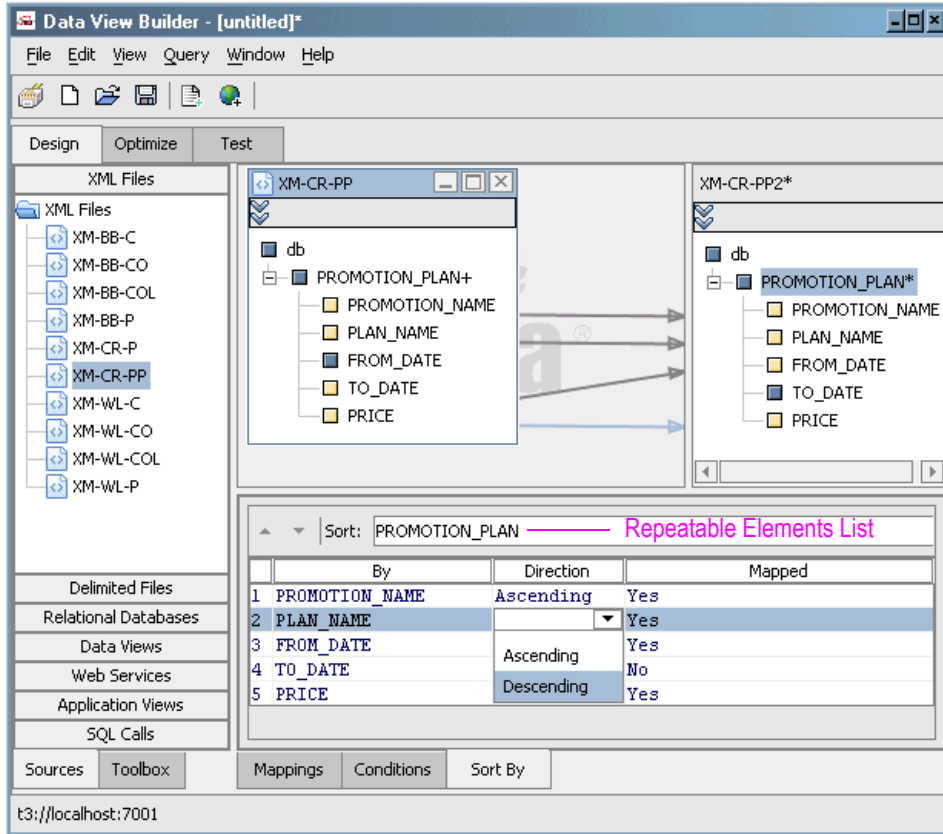 Data View Builder - [untitled]*
File Edit View Query Window Help
Design Optimize Test
XML Files
XML Files
XM-BB-C
XM-BB-CO
XM-BB-COL
XM-BB-P
XM-CR-P
XM-CR-PP
XM-WL-C
XM-WL-CO
XM-WL-COL
XM-WL-P
Delimited Files
Relational Databases
Data Views
Web Services
Application Views
SQL Calls
Sources Toolbox
XM-CR-PP
db
PROMOTION_PLAN+
PROMOTION_NAME
PLAN_NAME
FROM_DATE
TO_DATE
PRICE
XM-CR-PP2*
db
PROMOTION_PLAN*
PROMOTION_NAME
PLAN_NAME
FROM_DATE
TO_DATE
PRICE
Sort: PROMOTION_PLAN Repeatable Elements List
By Direction Mapped
1 PROMOTION_NAME Ascending Yes
2 PLAN_NAME Yes
3 FROM_DATE Yes
4 TO_DATE No
5 PRICE Yes
Ascending
Descending
Mappings Conditions Sort By
t3://localhost:7001